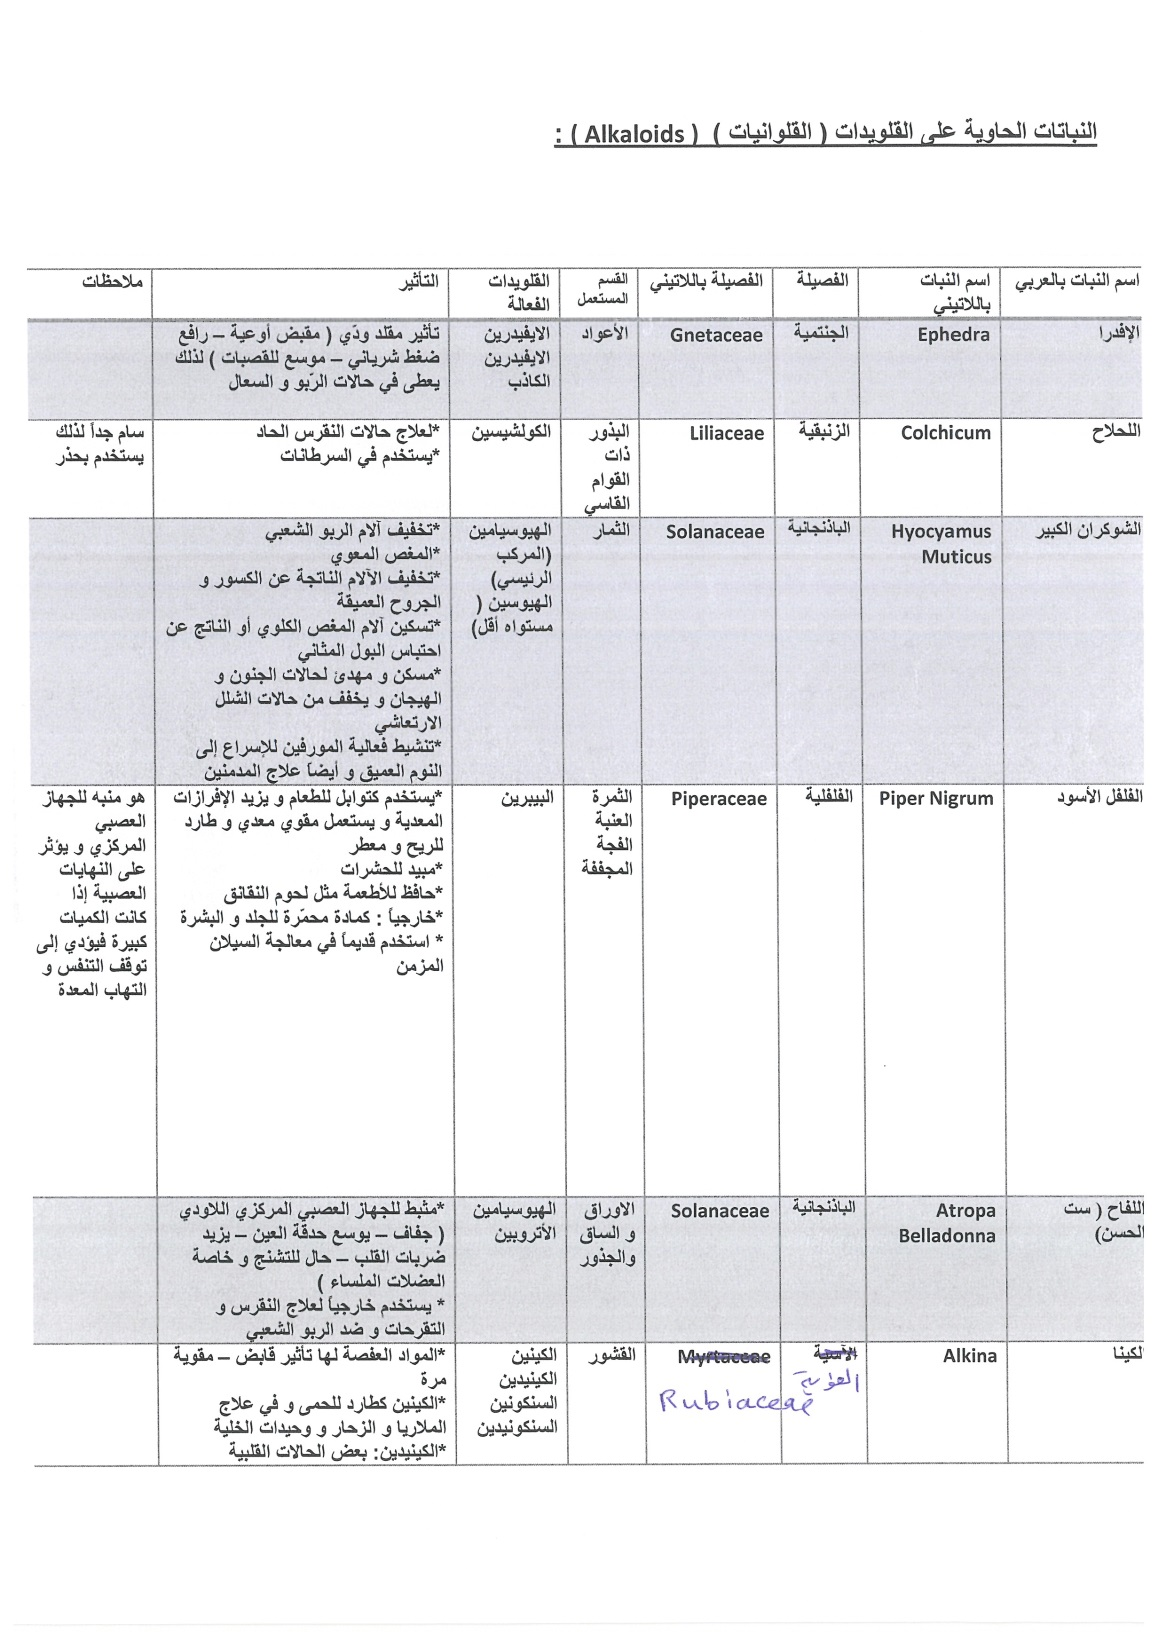 النباتات الحاوية على القلويدات ( القلوانيات ) ( Alkaloids ) :
اسم النبات بالعربي
اسم النبات
باللاتيني
الفصيلة
الفصيلة باللاتيني
القسم
المستعمل
القلويدات
الفعالة
التأثير
ملاحظات
الإفدرا
Ephedra
الجنتمية
Gnetaceae
الأعواد
الايفيدرين
الايفيدرين
الكاذب
تأثير مقلد ودّي ( مقبض أوعية – رافع
ضغط شرياني – موسع للقصبات ) لذلك
يعطى في حالات الرّبو و السعال
اللحلاح
Colchicum
الزنبقية
Liliaceae
البذور
ذات
القوام
القاسي
الكولشيسين
*لعلاج حالات النقرس الحاد
*يستخدم في السرطانات
سام جداً لذلك
يستخدم بحذر
الشوكران الكبير
Hyocyamus
Muticus
الباذنجانية
Solanaceae
الثمار
الهيوسيامين
(المركب
الرئيسي)
الهيوسين (
مستواه أقل)
*تخفيف آلام الربو الشعبي
*المغص المعوي
*تخفيف الآلام الناتجة عن الكسور و
الجروح العميقة
*تسكين آلام المغص الكلوي أو الناتج عن
احتباس البول المثاني
*مسكن و مهدئ لحالات الجنون و
الهيجان و يخفف من حالات الشلل
الارتعاشي
*تنشيط فعالية المورفين للإسراع إلى
النوم العميق و أيضاً علاج المدمنين
الفلفل الأسود
Piper Nigrum
الفلفلية
Piperaceae
الثمرة
العنبة
الفجة
المجففة
البيبرين
*يستخدم كتوابل للطعام و يزيد الإفرازات
المعدية و يستعمل مقوي معدي و طارد
للريح و معطر
*مبيد للحشرات
*حافظ للأطعمة مثل لحوم النقانق
*خارجياً : كمادة محمّرة للجلد و البشرة
* استخدم قديماً في معالجة السيلان
المزمن
هو منبه للجهاز
العصبي
المركزي و يؤثر
على النهايات
العصبية إذا
كانت الكميات
كبيرة فيؤدي إلى
توقف التنفس و
التهاب المعدة
اللفاح ( ست
الحسن)
Atropa
Belladonna
الباذنجانية
Solanaceae
الاوراق
و الساق
والجذور
الهيوسيامين
الأتروبين
*مثبط للجهاز العصبي المركزي اللاودي
( جفاف – يوسع حدقة العين – يزيد
ضربات القلب – حال للتشنج و خاصة
العضلات الملساء )
* يستخدم خارجياً لعلاج النقرس و
التقرحات و ضد الربو الشعبي
لكينا
Alkina
الآسية
الفوية
Myrtaceae
Rubiaceae
القشور
الكينين
الكينيدين
السنكونين
السنكونيدين
*المواد العفصة لها تأثير قابض – مقوية
مرة
*الكينين كطارد للحمى و في علاج
الملاريا و الزحار و وحيدات الخلية
*الكينيدين: بعض الحالات القلبية